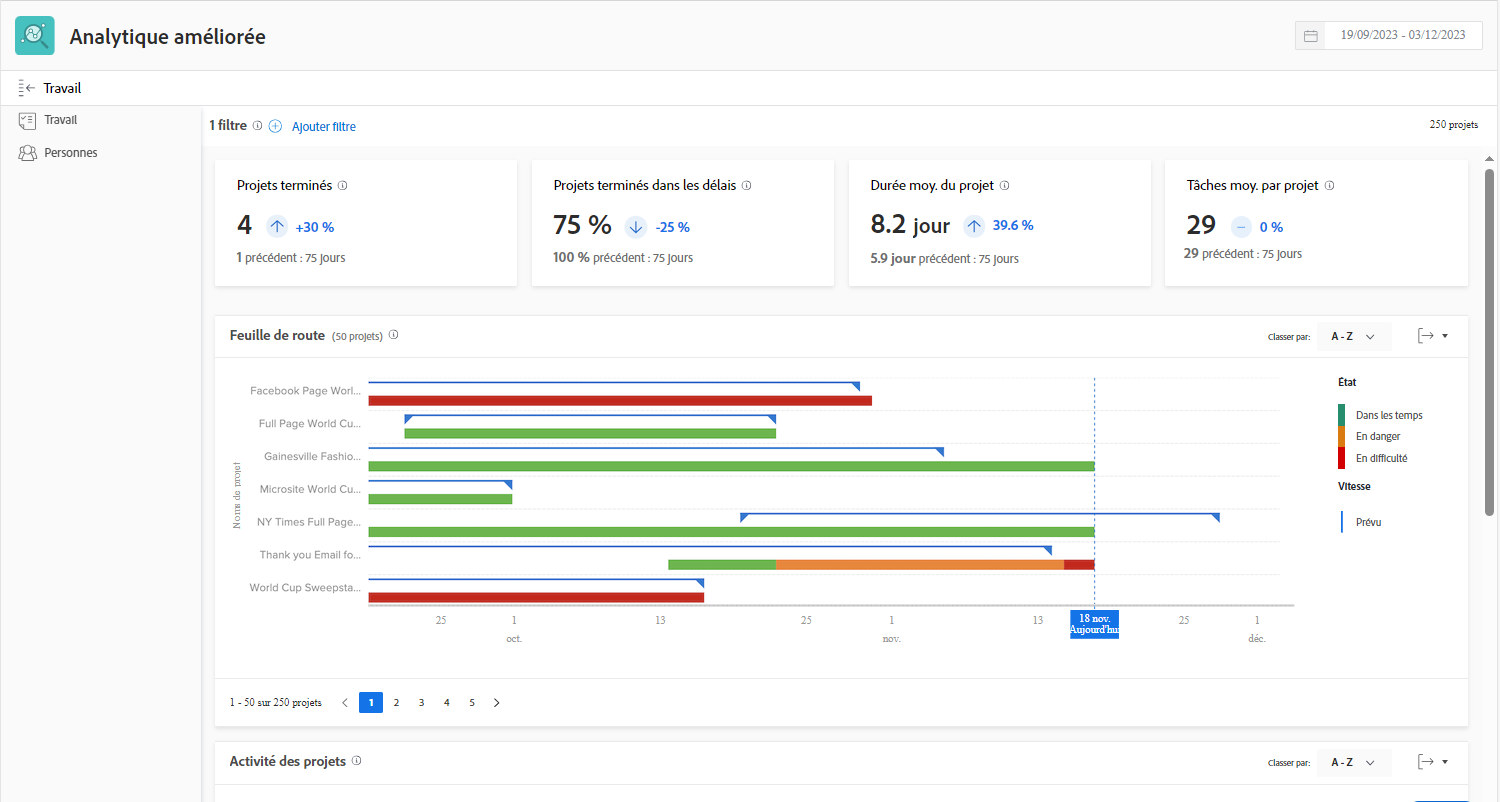 Analytique améliorée
19/09/2023 - 03/12/2023
Travail
Travail
Personnes
1 filtre
Ajouter filtre
250 projets
Projets terminés
4
+30 %
1 précédent : 75 jours
Projets terminés dans les délais
75 %
-25 %
100 % précédent : 75 jours
Durée moy. du projet
8.2 jour
39.6 %
5.9 jour précédent : 75 jours
Tâches moy. par projet
29
0 %
29 précédent : 75 jours
Feuille de route (50 projets)
Classer par:
A - Z
Noms de projet
Facebook Page Worl...
Full Page World Cu...
Gainesville Fashio...
Microsite World Cu...
NY Times Full Page...
Thank you Email fo...
World Cup Sweepsta...
25 1 13 25 1 13 18 nov. 25 1
oct. nov. Aujourd'hui déc.
État
Dans les temps
En danger
En difficulté
Vitesse
Prévu
1 - 50 sur 250 projets
1 2 3 4 5
Activité des projets
Classer par:
A - Z